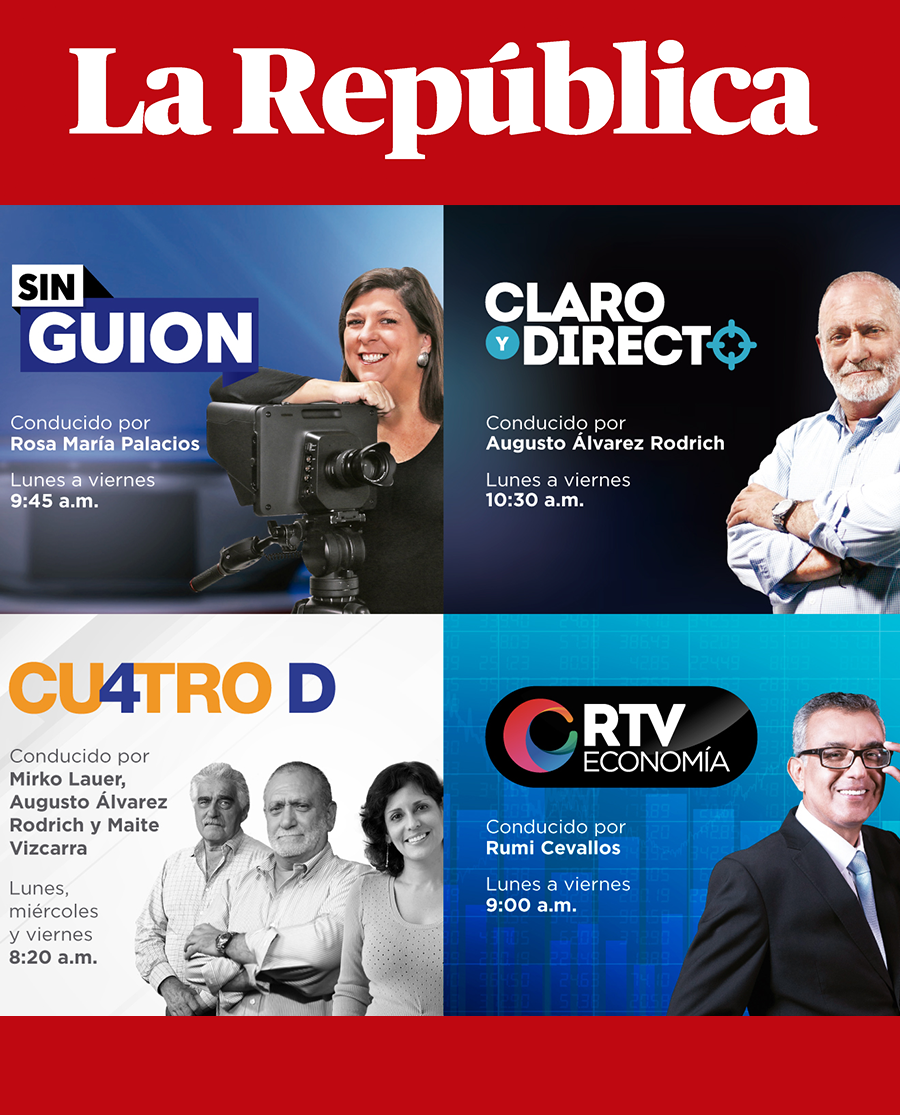 La República
SIN
GUION
Conducido por
Rosa María Palacios
Lunes a viernes
9:45 a.m.
CLARO
Y DIRECTO
Conducido por
Augusto Álvarez Rodrich
Lunes a viernes
10:30 a.m.
CU4TRO D
Conducido por
Mirko Lauer,
Augusto Álvarez
Rodrich y Maite
Vizcarra
Lunes,
miércoles
y viernes
8:20 a.m.
RTV
ECONOMÍA
Conducido por
Rumi Cevallos
Lunes a viernes
9:00 a.m.